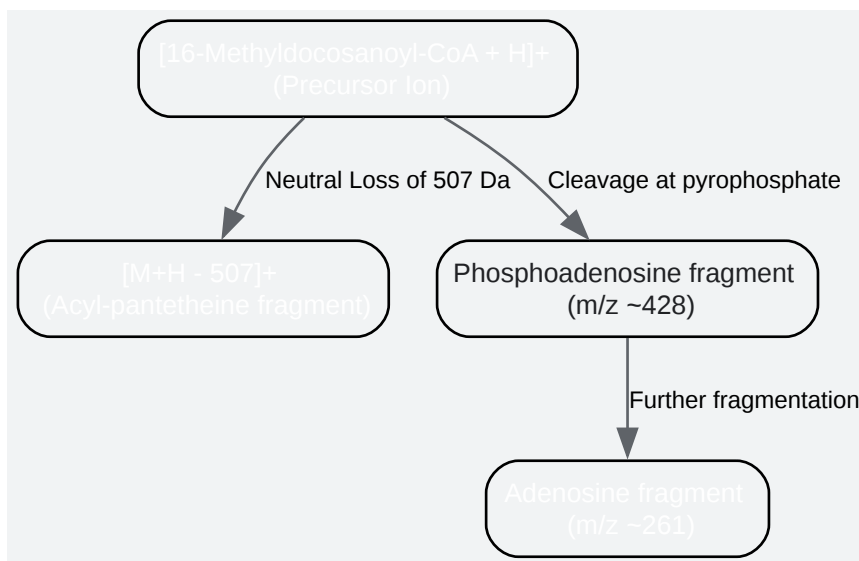 [16-Methyldocosanoyl-CoA + H]+
(Precursor Ion)
Neutral Loss of 507 Da
Cleavage at pyrophosphate
[M+H - 507]+
(Acyl-pantetheine fragment)
Phosphoadenosine fragment
(m/z ~428)
Further fragmentation
Adenosine fragment
(m/z ~261)